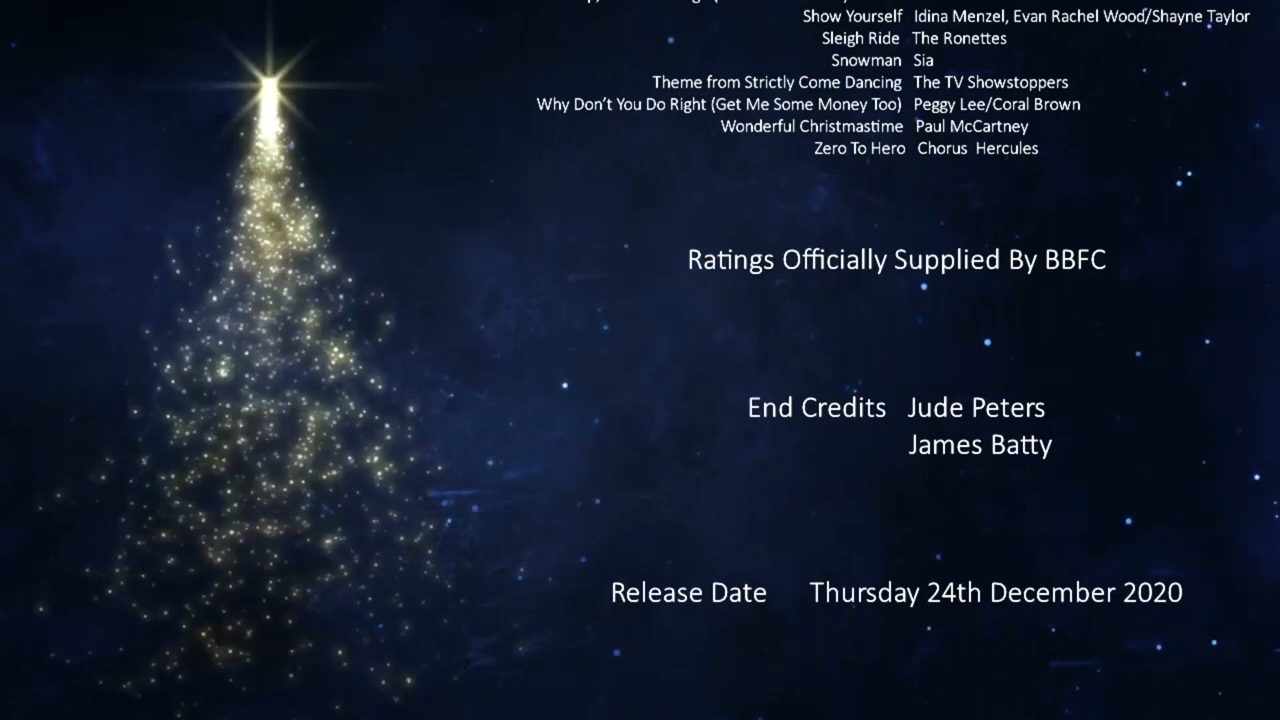 Show Yourself Idina Menzel, Evan Rachel Wood/Shayne Taylor
Sleigh Ride The Ronettes
Snowman Sia
Theme from Strictly Come Dancing The TV Showstoppers
Why Don't You Do Right (Get Me Some Money Too) Peggy Lee/Coral Brown
Wonderful Christmastime Paul McCartney
Zero To Hero Chorus Hercules
Ratings Officially Supplied By BBFC
End Credits Jude Peters
James Batty
Release Date Thursday 24th December 2020